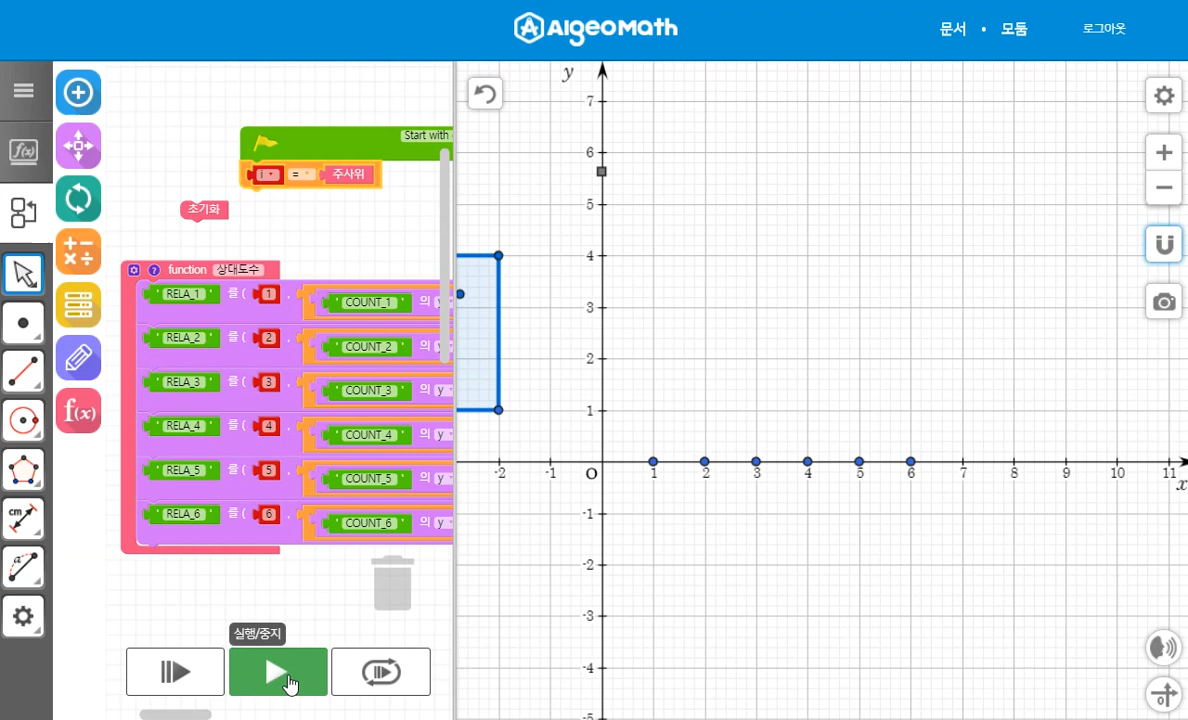 AlgeoMath
문서 • 모둠
로그아웃
f(x)
Start with
i = 주사위
초기화
function 상대도수
' RELA_1 ' 를 ( 1 , ' COUNT_1 ' 의
' RELA_2 ' 를 ( 2 , ' COUNT_2 ' 의
' RELA_3 ' 를 ( 3 , ' COUNT_3 ' 의 y
' RELA_4 ' 를 ( 4 , ' COUNT_4 ' 의 y
' RELA_5 ' 를 ( 5 , ' COUNT_5 ' 의 y
' RELA_6 ' 를 ( 6 , ' COUNT_6 ' 의 y
f(x)
cm
a
실행/중지
y
7
6
5
4
3
2
1
-2 -1 O 1 2 3 4 5 6 7 8 9 10 11
x
-1
-2
-3
-4
-5